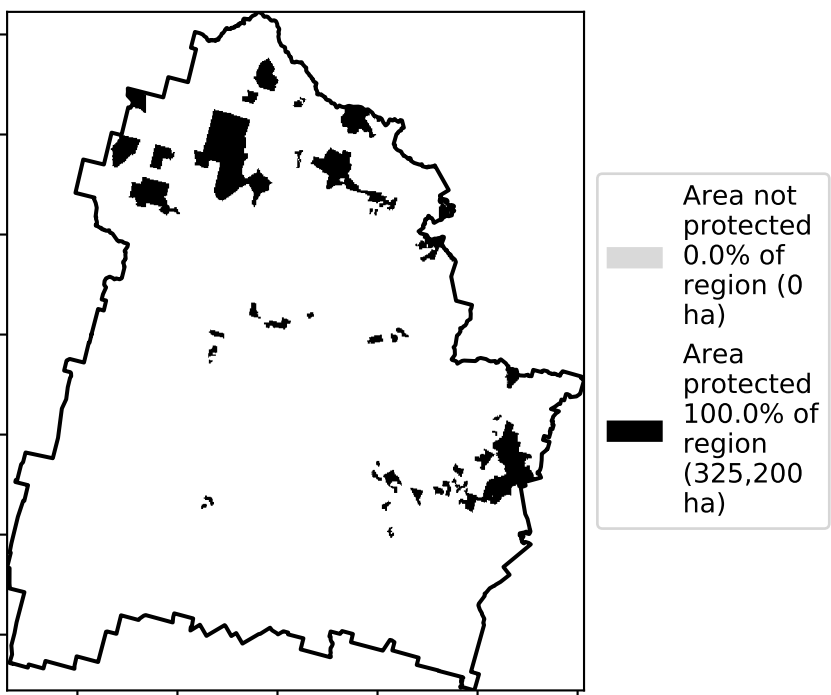 Area not
protected
0.0% of
region (0
ha)
Area
protected
100.0% of
region
(325,200
ha)